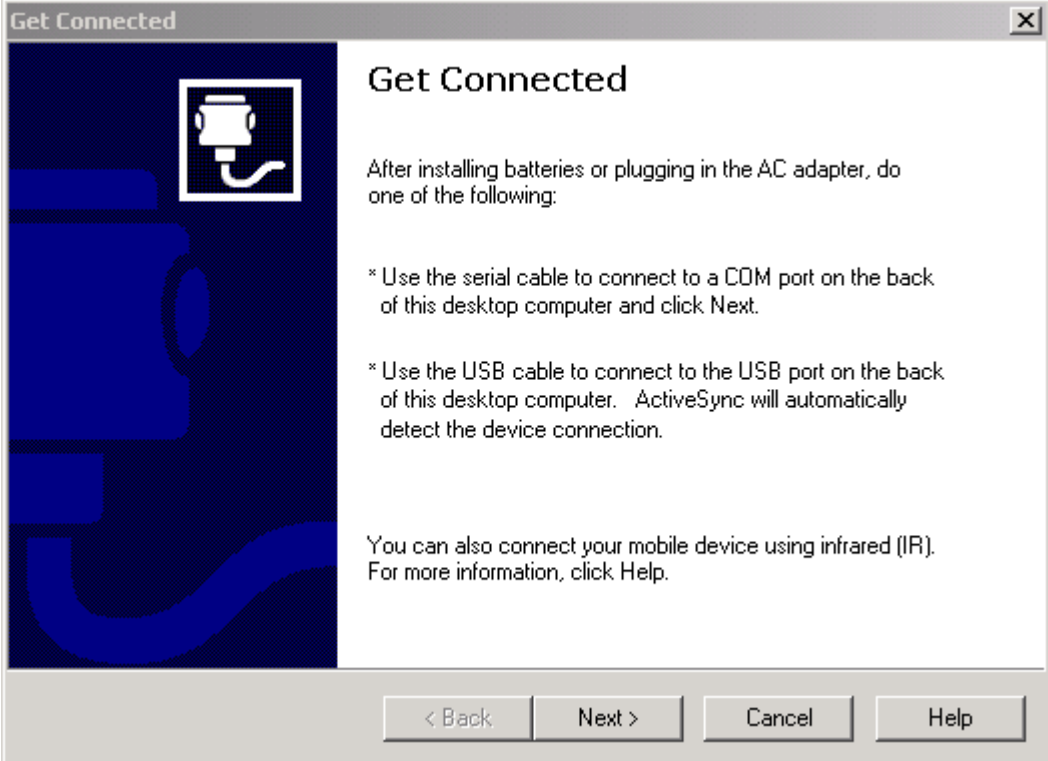 Get Connected
Get Connected
After installing batteries or plugging in the AC adapter, do
one of the following:
* Use the serial cable to connect to a COM port on the back
of this desktop computer and click Next.
* Use the USB cable to connect to the USB port on the back
of this desktop computer.   ActiveSync will automatically
detect the device connection.
You can also connect your mobile device using infrared (IR).
For more information, click Help.
< Back
Next >
Cancel
Help